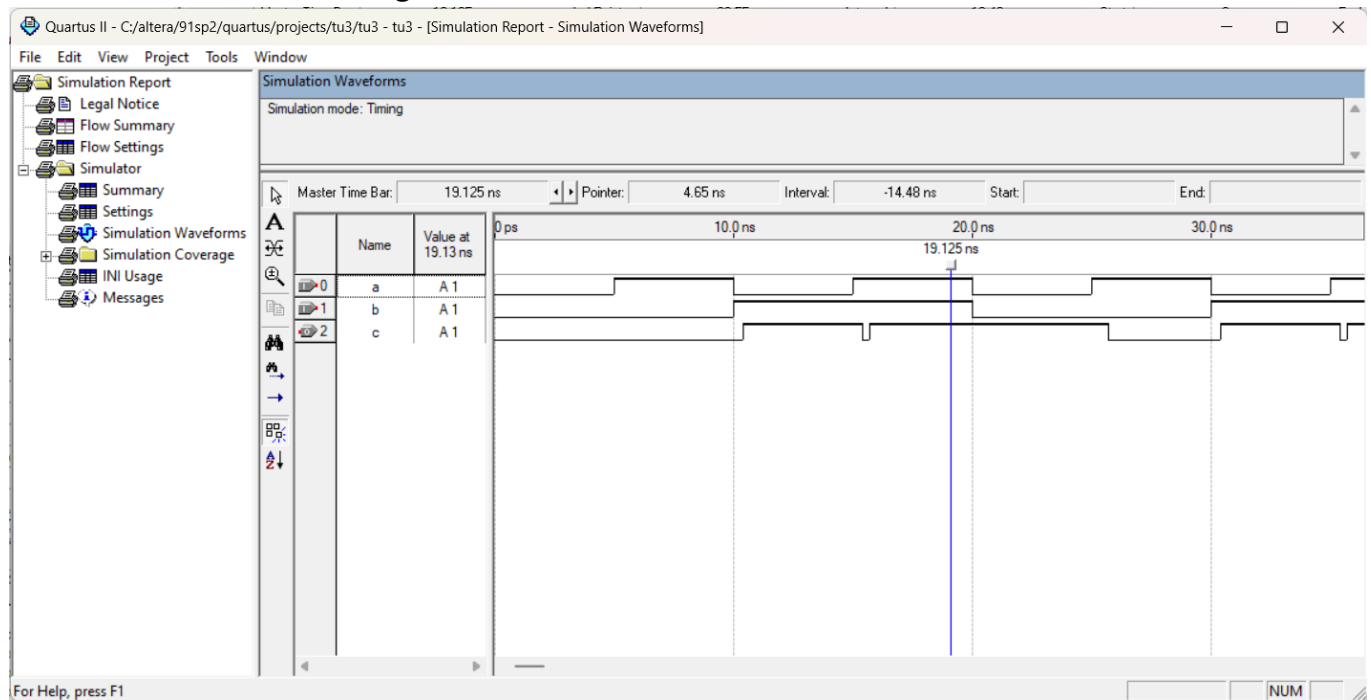 Quartus II - C:/altera/91sp2/quartus/projects/tu3/tu3 - tu3 - [Simulation Report - Simulation Waveforms]
File Edit View Project Tools Window
Simulation Report
Legal Notice
Flow Summary
Flow Settings
Simulator
Summary
Settings
Simulation Waveforms
Simulation Coverage
INI Usage
Messages
Simulation Waveforms
Simulation mode: Timing
Master Time Bar: 19.125 ns Pointer: 4.65 ns Interval: -14.48 ns Start: End:
Name Value at 19.13 ns
0 ps 10.0 ns 20.0 ns 30.0 ns
19.125 ns
0 a A 1
1 b A 1
2 c A 1
For Help, press F1 NUM